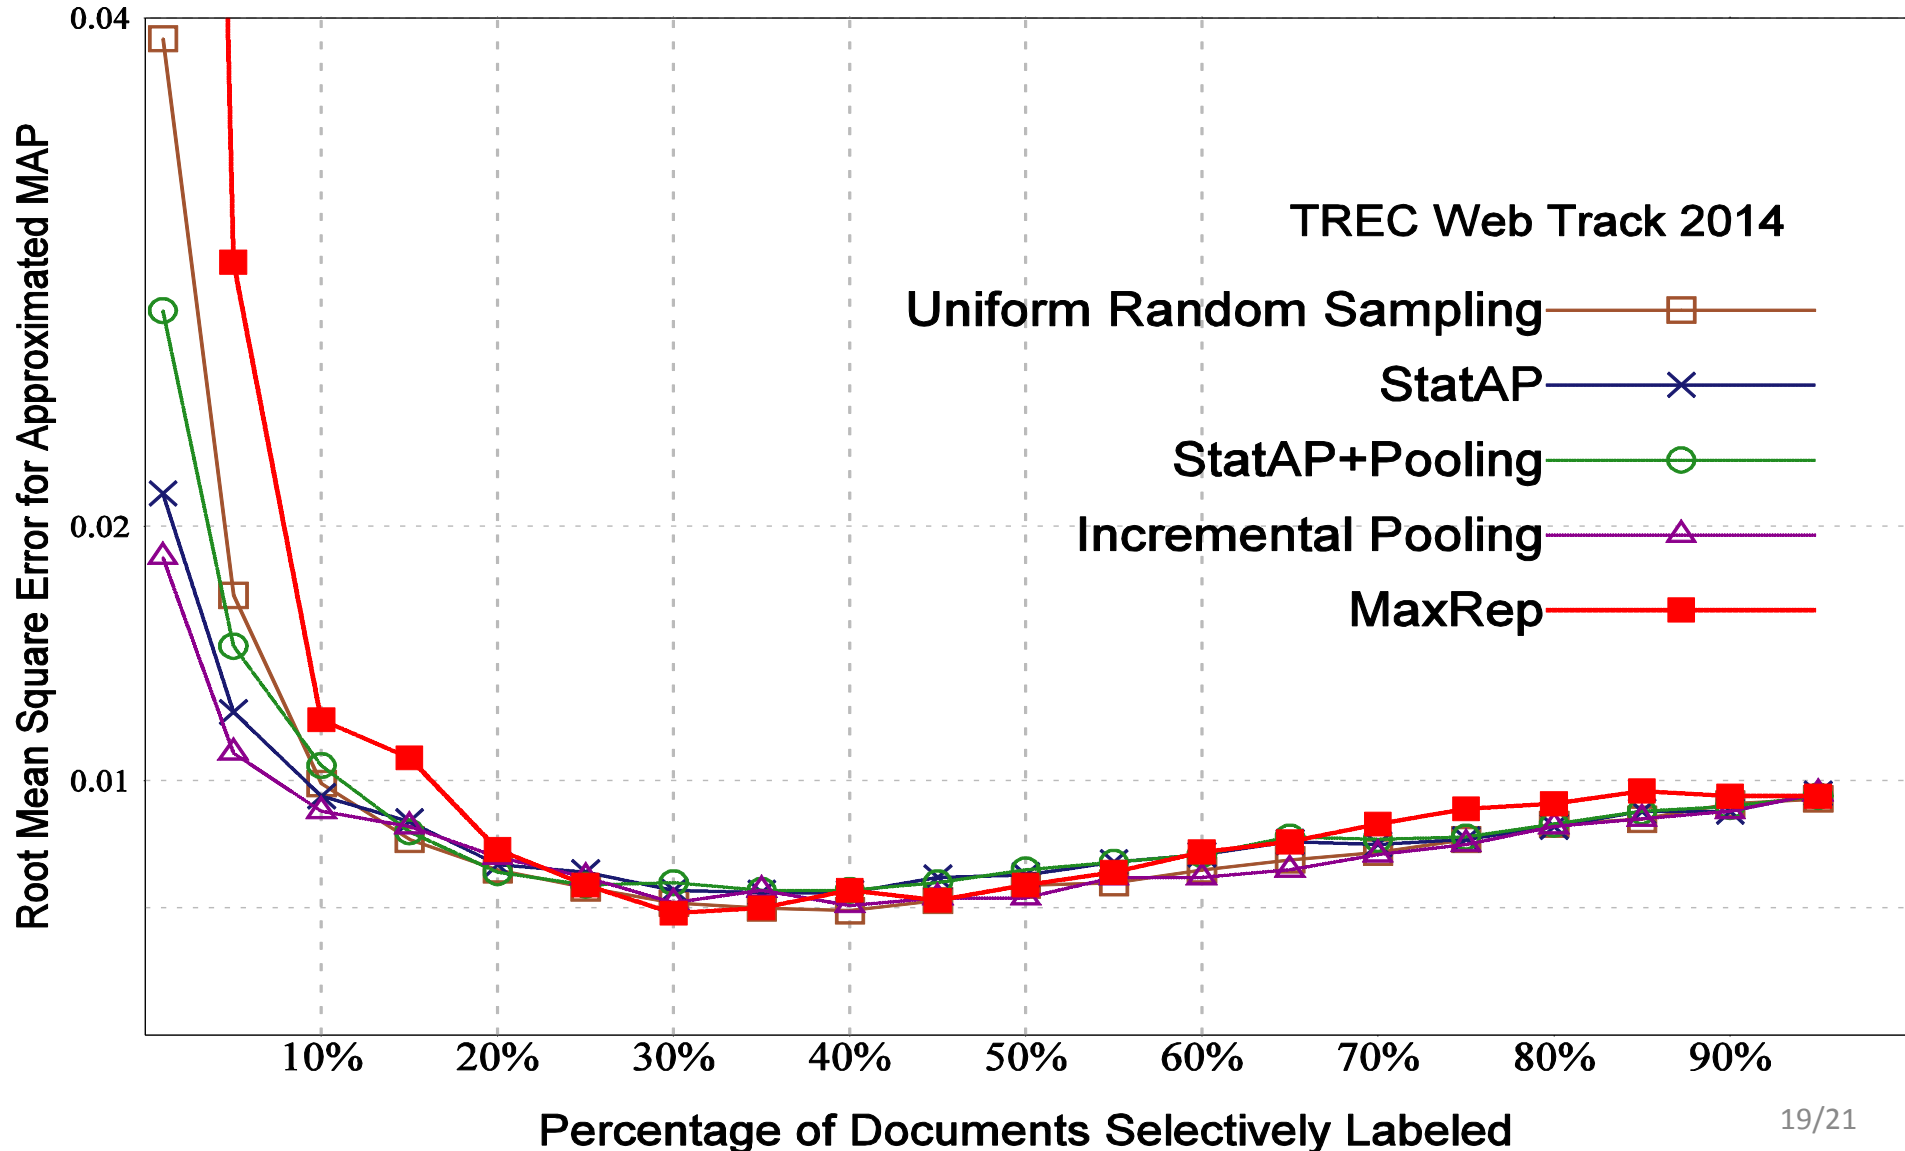 0.04
0.02
0.01
Root Mean Square Error for Approximated MAP
TREC Web Track 2014
Uniform Random Sampling
StatAP
StatAP+Pooling
Incremental Pooling
MaxRep
10% 20% 30% 40% 50% 60% 70% 80% 90%
Percentage of Documents Selectively Labeled
19/21